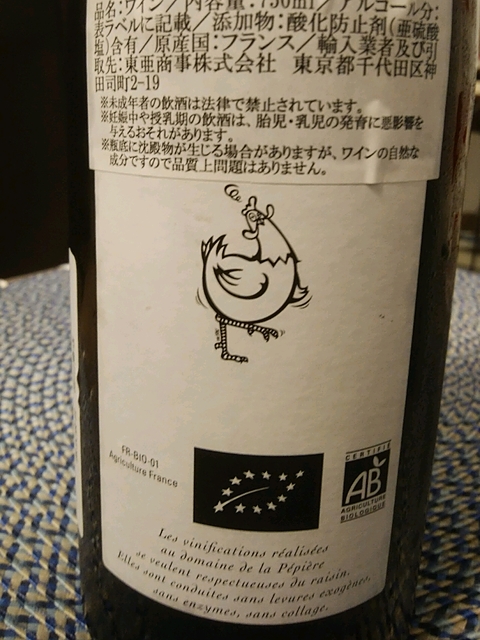 品名:ワイン/内容量:750ml/アルコール分:
表ラベルに記載/添加物:酸化防止剤(亜硫酸
塩)含有/原産国:フランス/輸入業者及び引
取先:東亜商事株式会社 東京都千代田区神
田司町2-19
※未成年者の飲酒は法律で禁止されています。
※妊娠中や授乳期の飲酒は、胎児・乳児の発育に悪影響を
与えるおそれがあります。
※瓶底に沈殿物が生じる場合がありますが、ワインの自然な
成分ですので品質上問題はありません。
FR-BIO-01
Agriculture France
CERTIFIÉ
AB
AGRICULTURE
BIOLOGIQUE
Les vinifications réalisées
au domaine de la Pépière
se veulent respectueuses du raisin.
Elles sont conduites sans levures exogènes,
sans enzymes, sans collage.